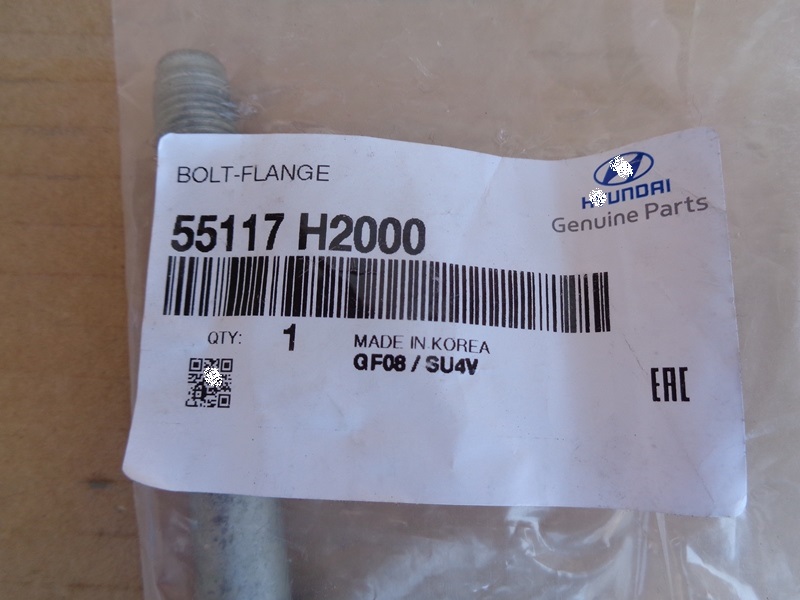 BOLT-FLANGE
HYUNDAI
Genuine Parts
55117 H2000
QTY: 1
MADE IN KOREA
GF08 / SU4V
EAC